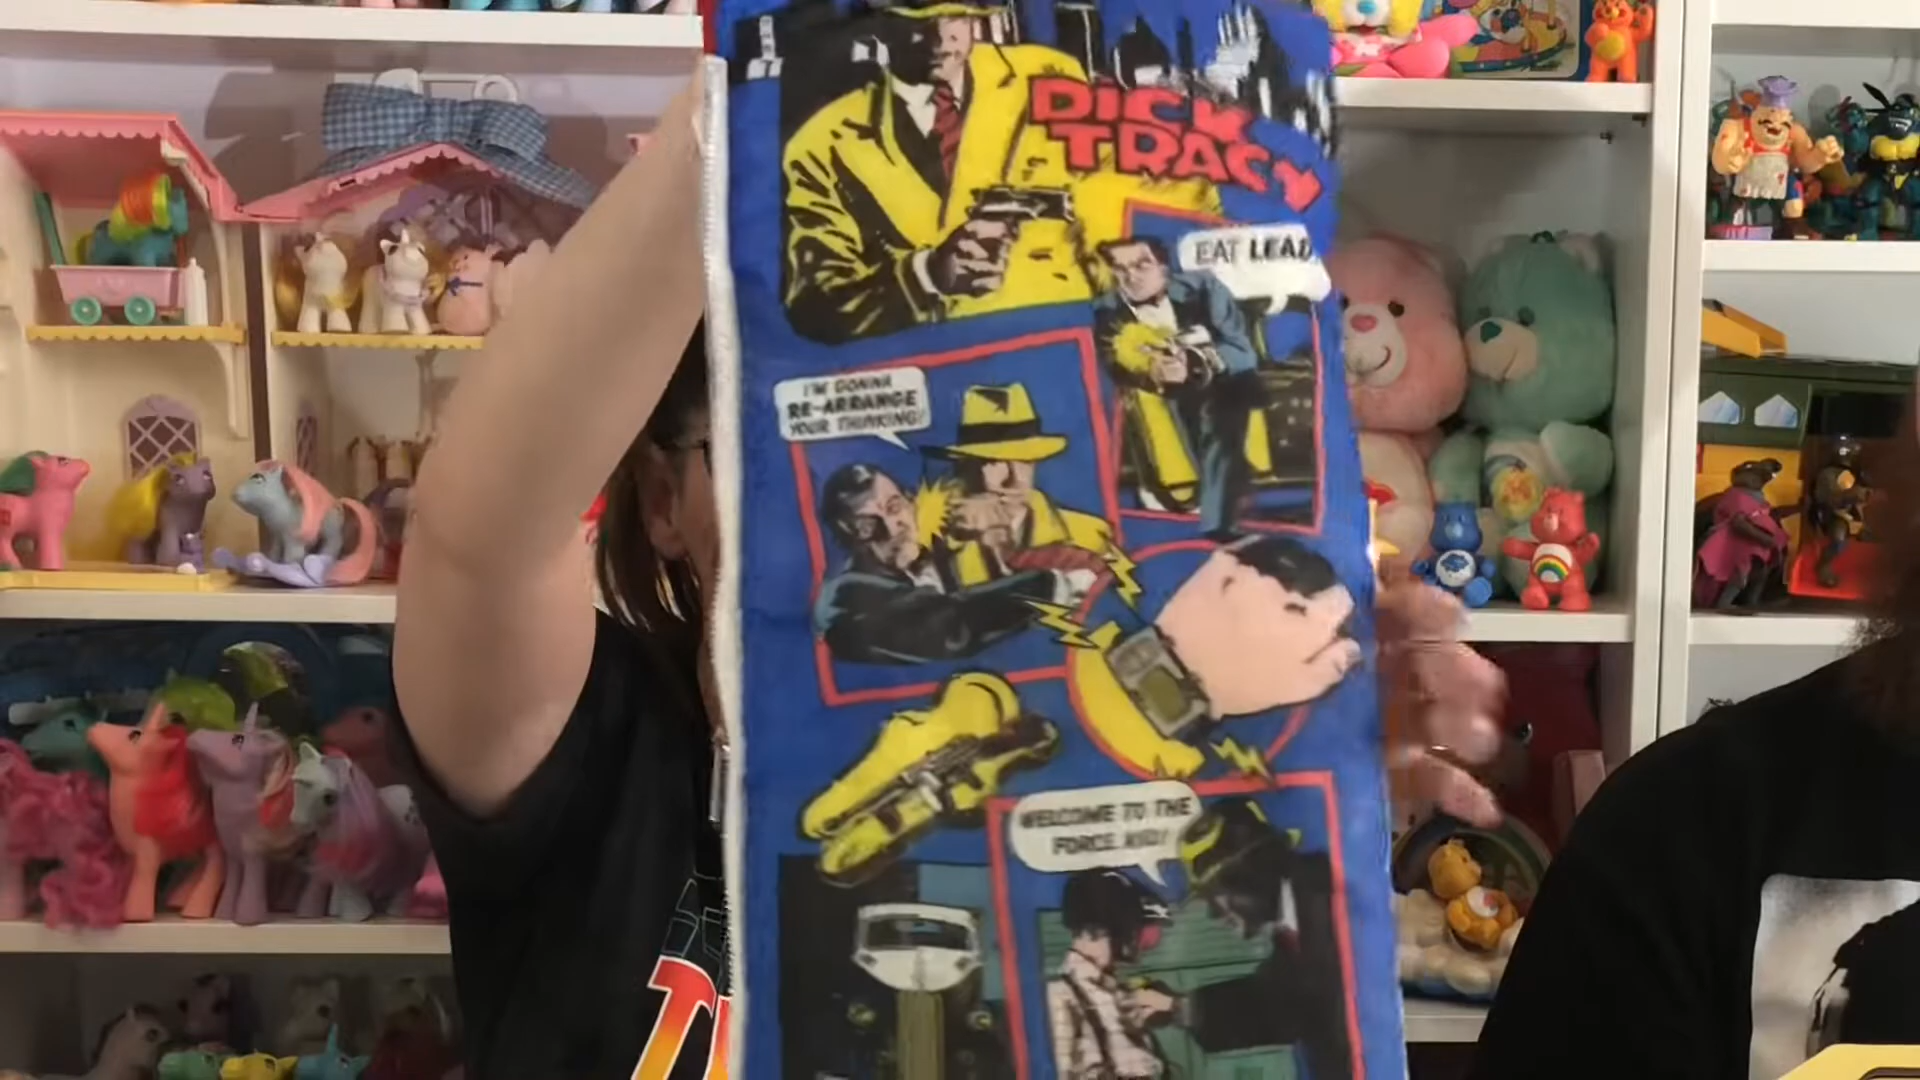 DICK
TRACY
EAT LEAD
I'M GONNA
RE-ARRANGE
YOUR THINKING!
WELCOME TO THE
FORCE, KID!